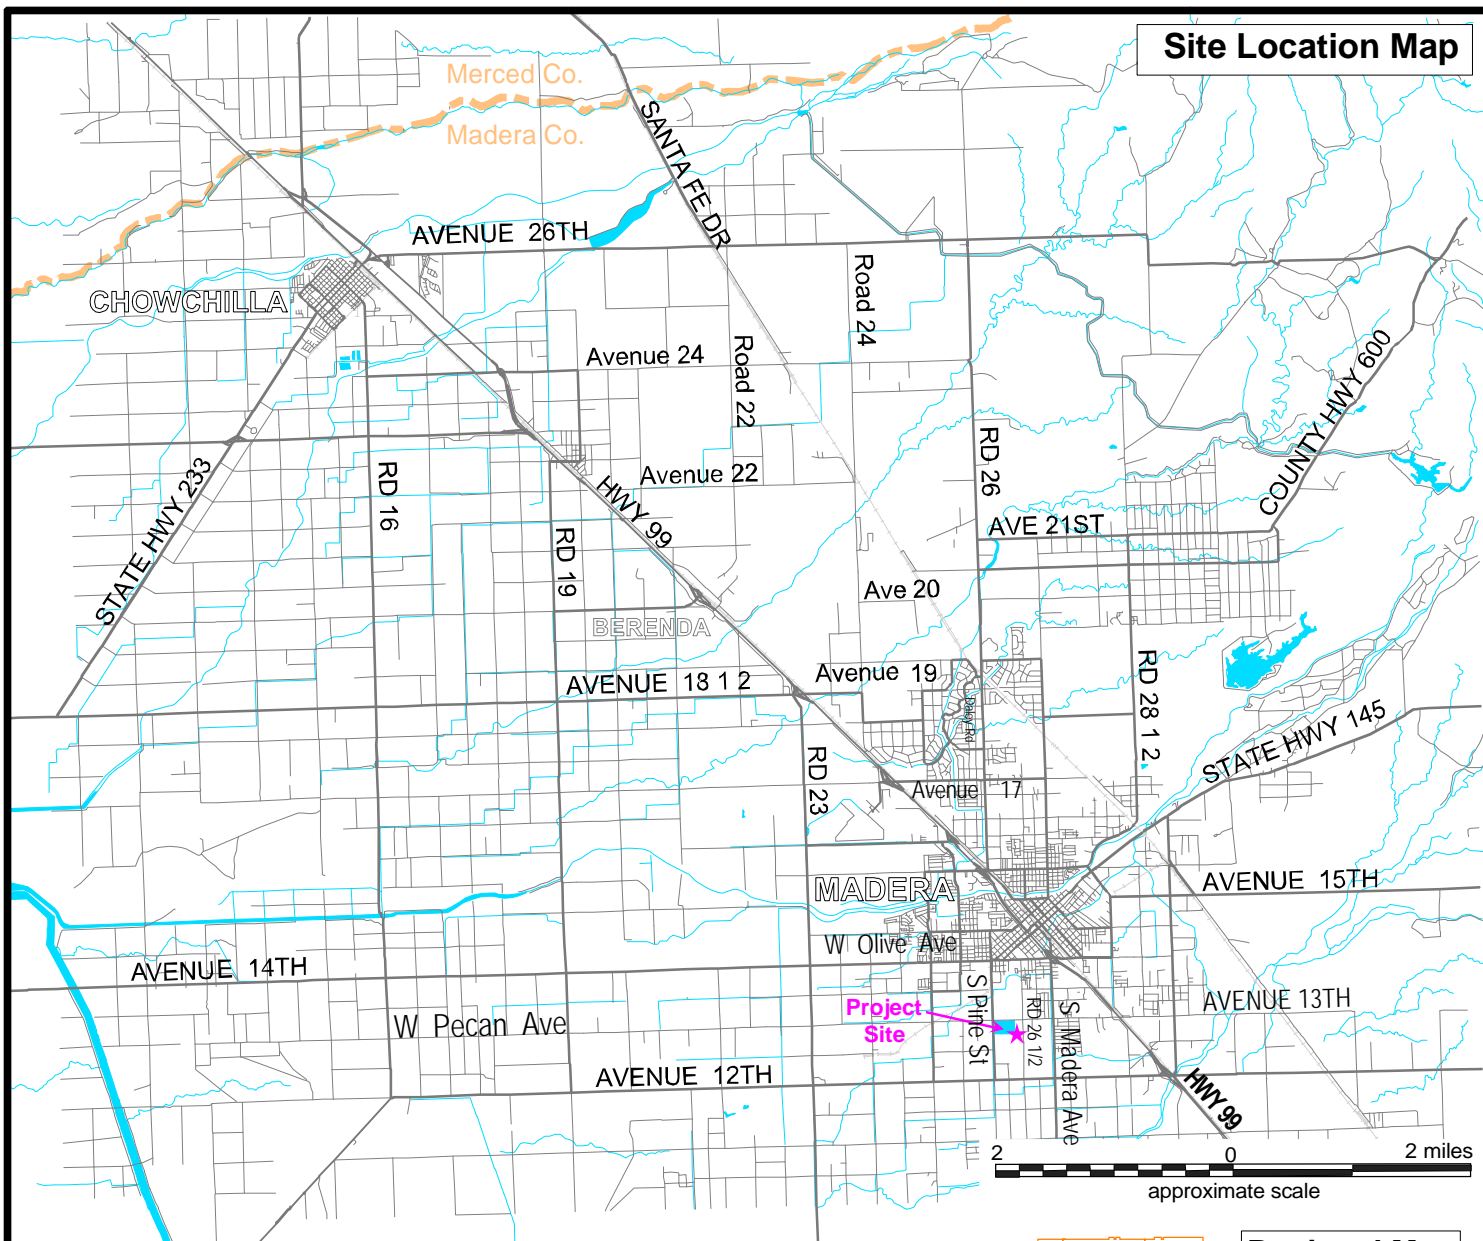 Site Location Map
Merced Co.
Madera Co.
SANTA FE DR
AVENUE 26TH
CHOWCHILLA
Road 24
Road 22
Avenue 24
COUNTY HWY 600
RD 26
RD 16
STATE HWY 233
Avenue 22
HWY 99
AVE 21ST
RD 19
Ave 20
BERENDA
Avenue 19
AVENUE 18 1 2
RD 28 1 2
Daley Rd
STATE HWY 145
RD 23
Avenue 17
MADERA
AVENUE 15TH
W Olive Ave
AVENUE 14TH
S Pine St
RD 26 1/2
S Madera Ave
AVENUE 13TH
Project
Site
W Pecan Ave
AVENUE 12TH
HWY 99
2 0 2 miles
approximate scale